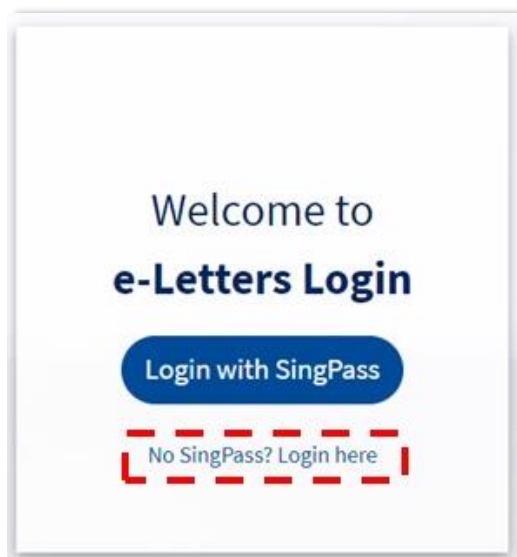 Welcome to
e-Letters Login
Login with SingPass
No SingPass? Login here